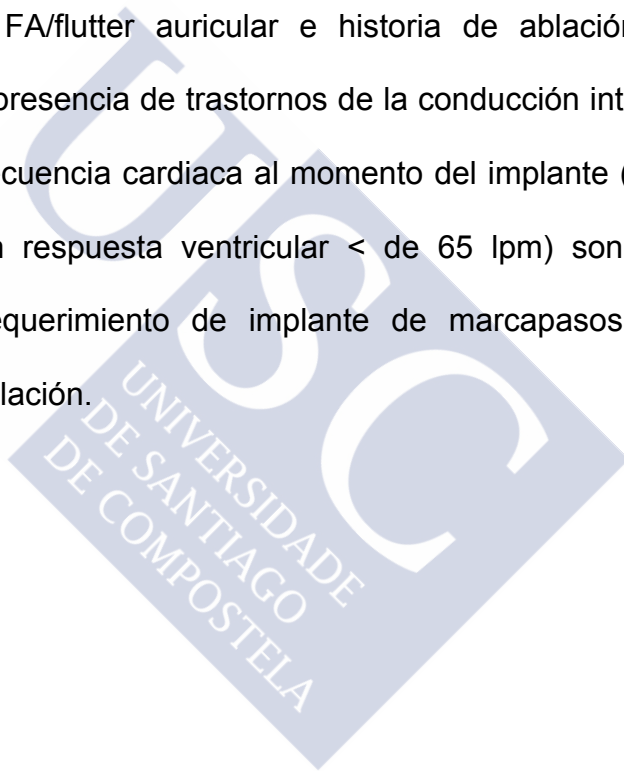 FA/flutter auricular e historia de ablación
presencia de trastornos de la conducción int
cuencia cardiaca al momento del implante (
respuesta ventricular < de 65 lpm) son
equerimiento de implante de marcapasos
lación.
USC
UNIVERSIDADE
DE SANTIAGO
DE COMPOSTELA